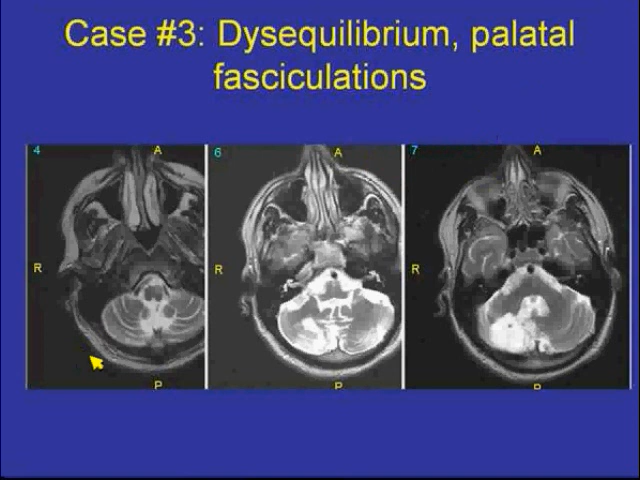 Case #3: Dysequilibrium, palatal
fasciculations
4 A 6 A 7 A
R R R
P P P